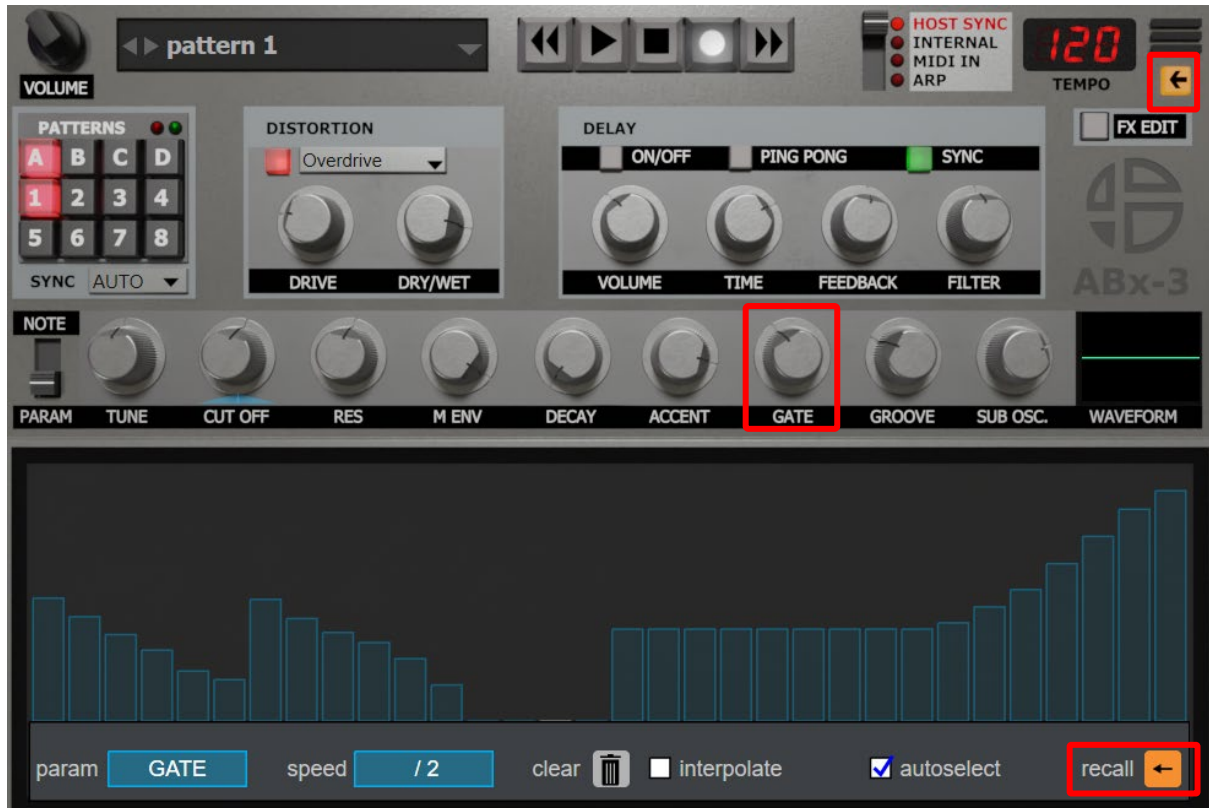 pattern 1
HOST SYNC
INTERNAL
MIDI IN
ARP
120
VOLUME
TEMPO
PATTERNS
DISTORTION
DELAY
FX EDIT
A B C D
Overdrive
ON/OFF PING PONG SYNC
1 2 3 4
5 6 7 8
SYNC AUTO
DRIVE DRY/WET
VOLUME TIME FEEDBACK FILTER
ABx-3
NOTE
PARAM TUNE CUT OFF RES M ENV DECAY ACCENT GATE GROOVE SUB OSC. WAVEFORM
param GATE speed / 2 clear interpolate autoselect recall